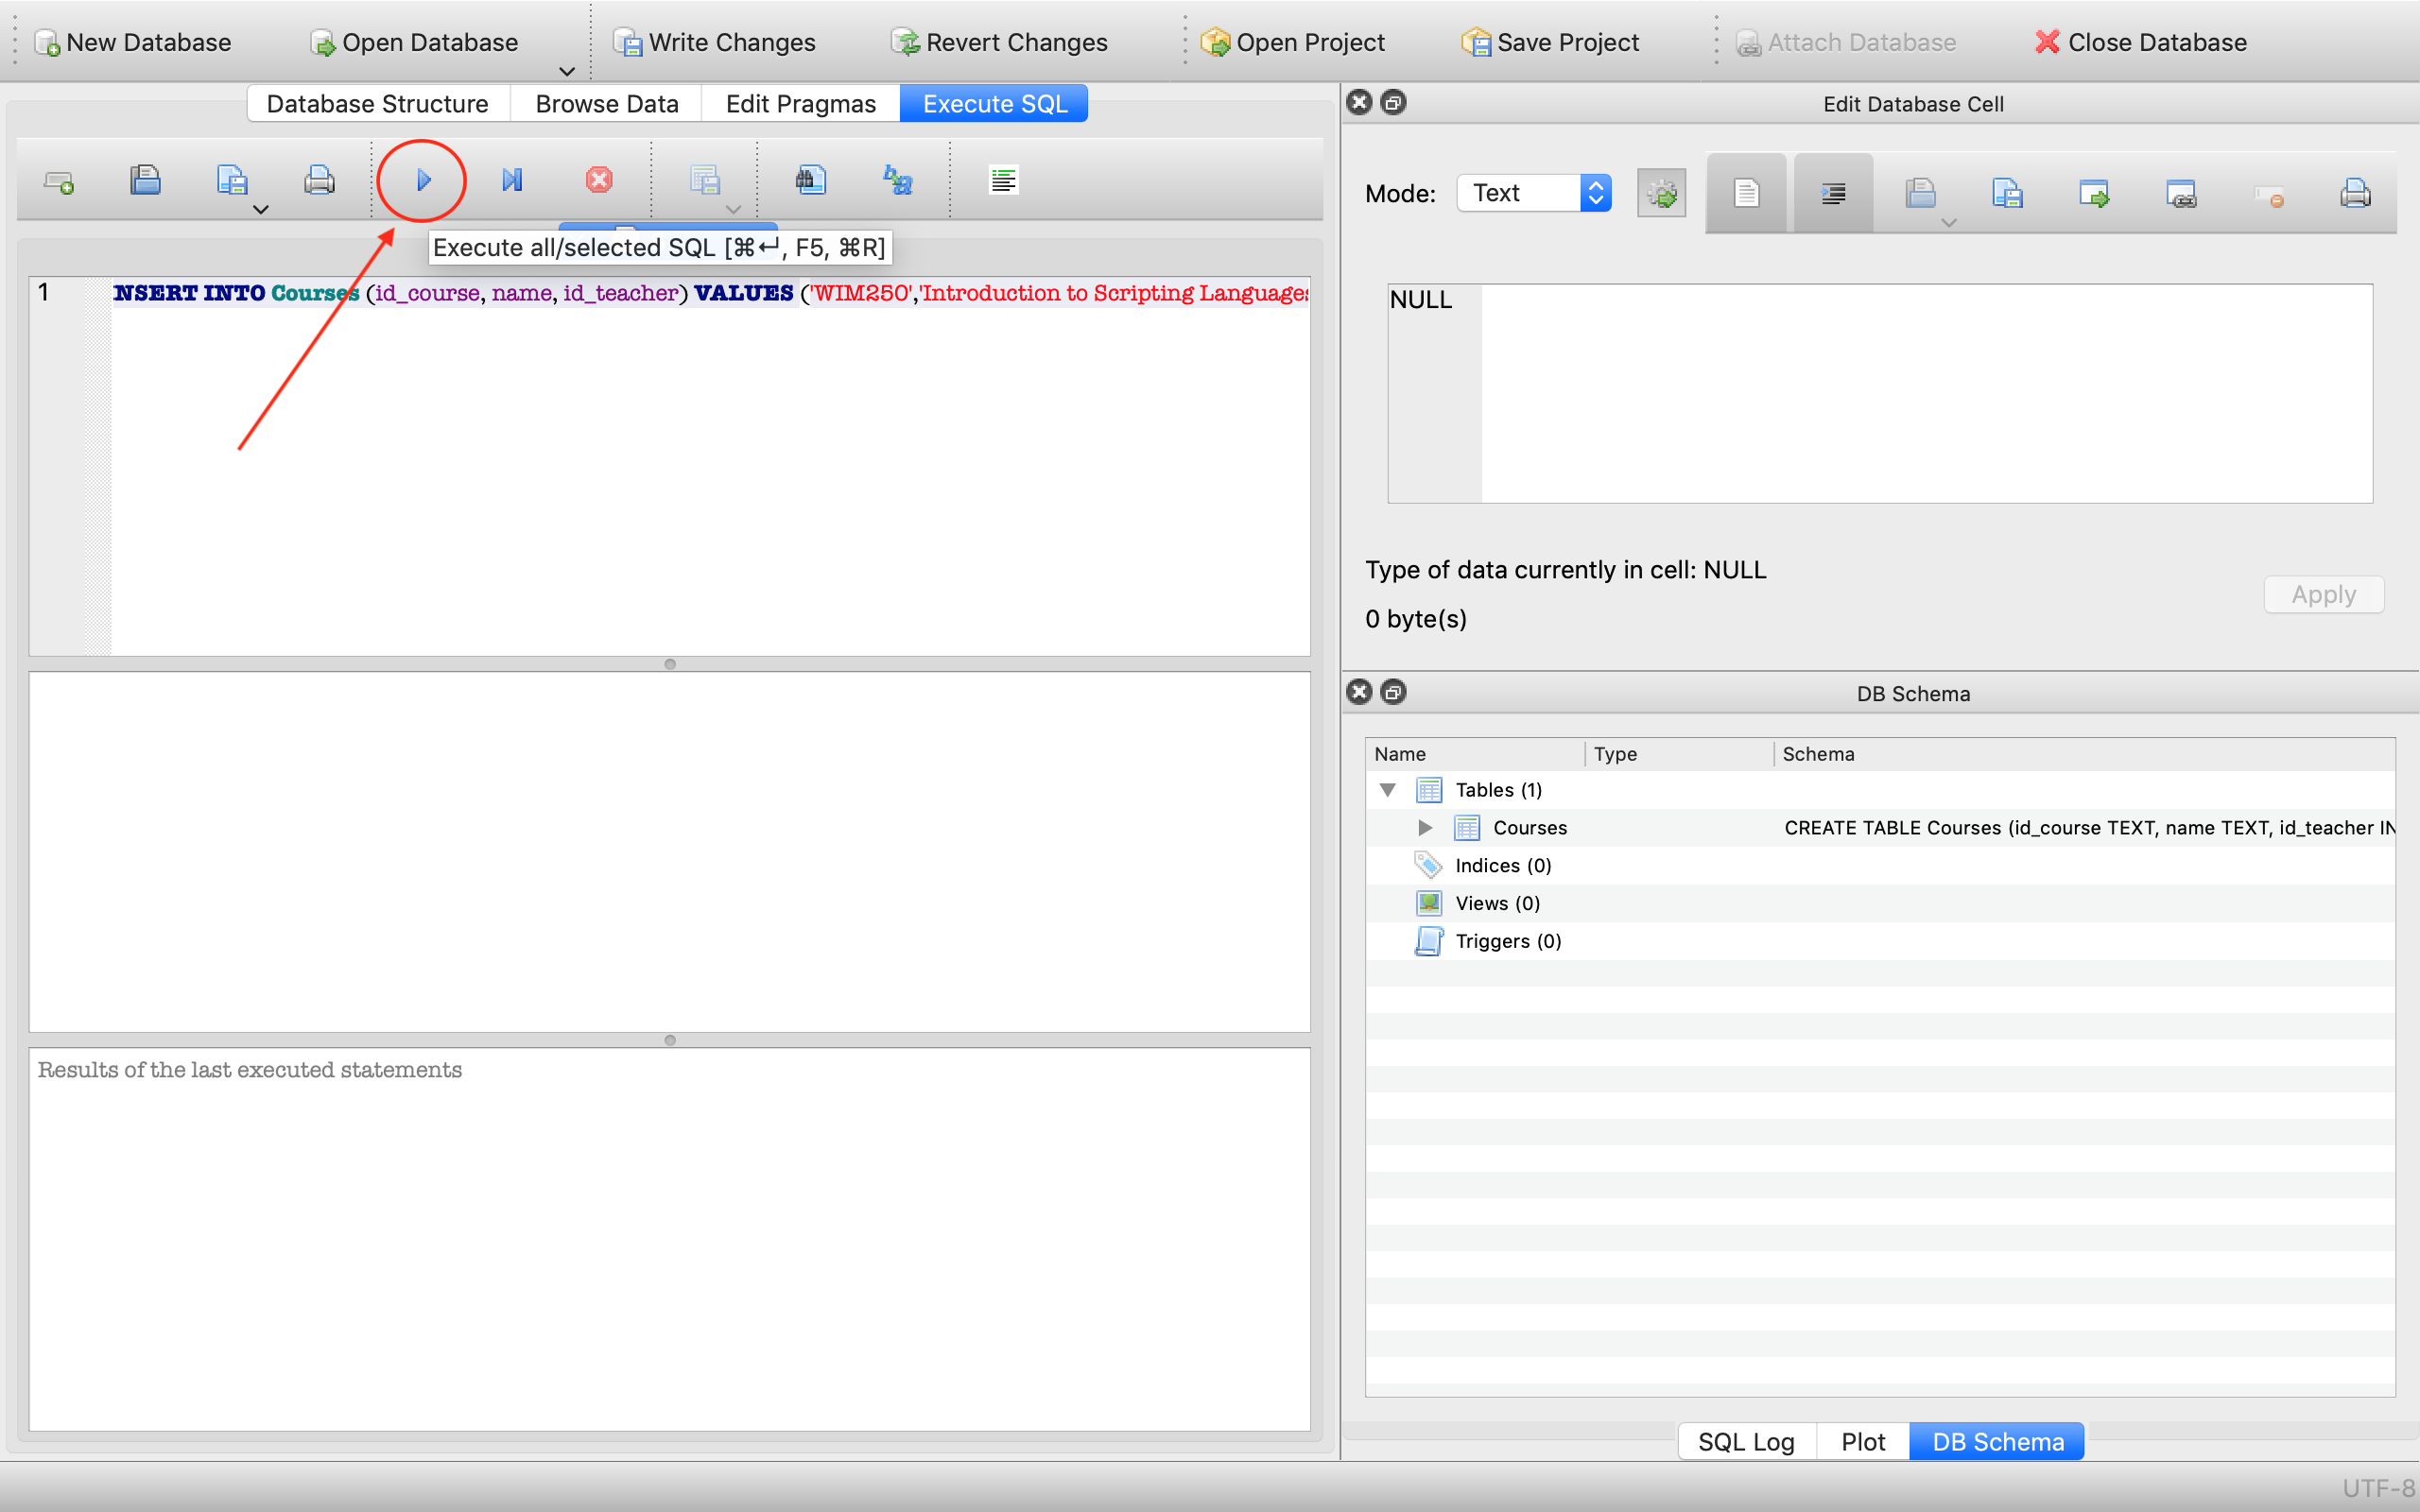 New Database Open Database Write Changes Revert Changes Open Project Save Project Attach Database Close Database
Database Structure Browse Data Edit Pragmas Execute SQL
Execute all/selected SQL [⌘↵, F5, ⌘R]
1 NSERT INTO Courses (id_course, name, id_teacher) VALUES ('WIM250','Introduction to Scripting Languages
Results of the last executed statements
Edit Database Cell
Mode: Text
NULL
Type of data currently in cell: NULL
0 byte(s)
Apply
DB Schema
Name Type Schema
Tables (1)
Courses CREATE TABLE Courses (id_course TEXT, name TEXT, id_teacher IN
Indices (0)
Views (0)
Triggers (0)
SQL Log Plot DB Schema
UTF-8